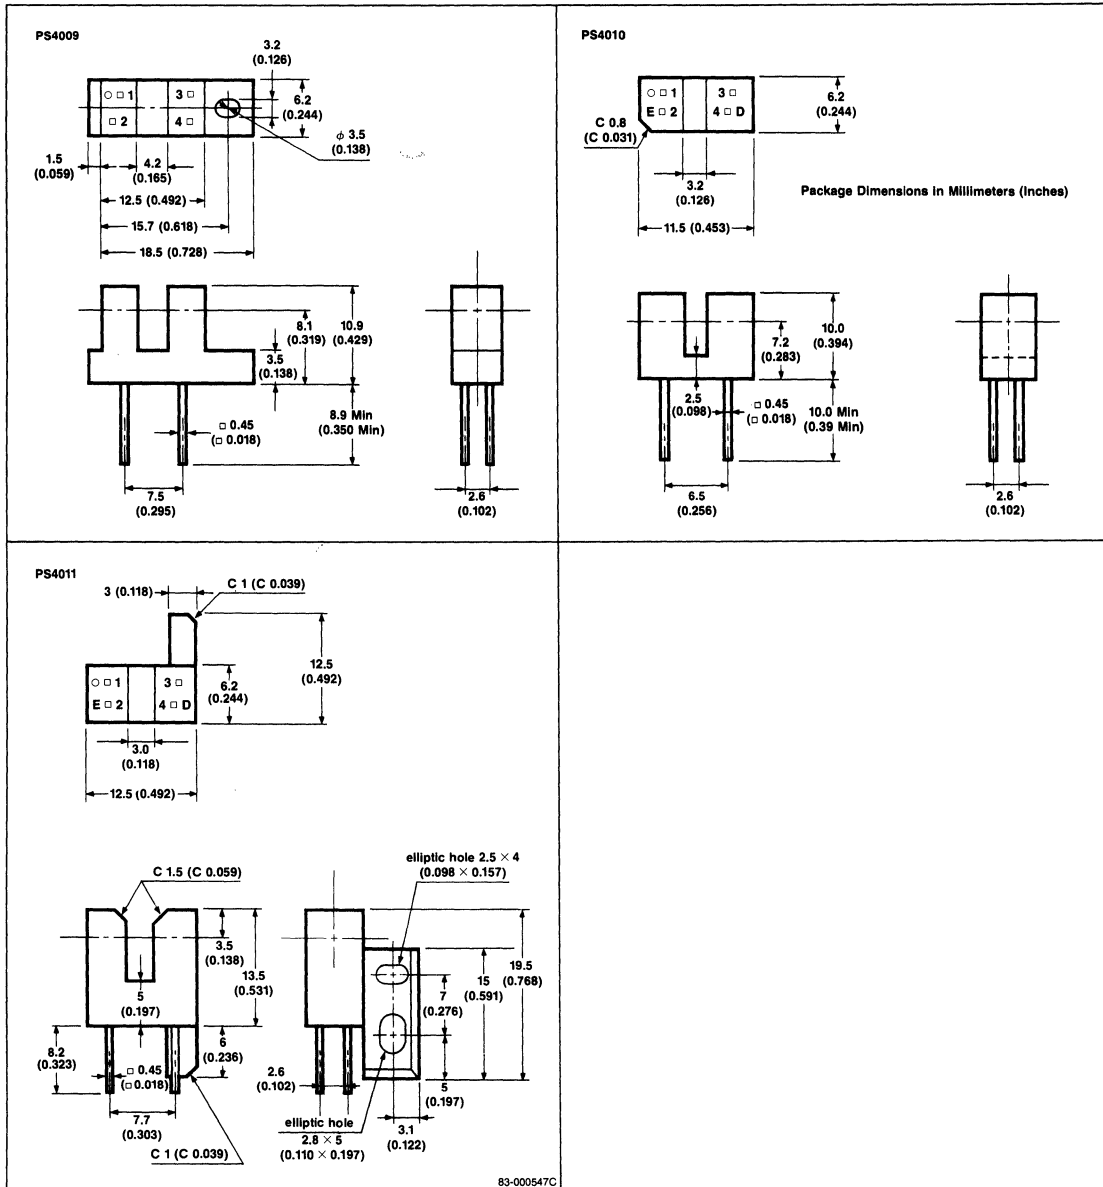 PS4009
3.2
(0.126)
○ □ 1
3 □
□ 2
4 □
6.2
(0.244)
ϕ 3.5
(0.138)
1.5
(0.059)
4.2
(0.165)
12.5 (0.492)
15.7 (0.618)
18.5 (0.728)
8.1
(0.319)
10.9
(0.429)
3.5
(0.138)
8.9 Min
(0.350 Min)
□ 0.45
(□ 0.018)
7.5
(0.295)
2.6
(0.102)
PS4010
○ □ 1
3 □
E □ 2
4 □ D
6.2
(0.244)
C 0.8
(C 0.031)
3.2
(0.126)
11.5 (0.453)
Package Dimensions in Millimeters (Inches)
7.2
(0.283)
10.0
(0.394)
2.5
(0.098)
□ 0.45
(□ 0.018)
10.0 Min
(0.39 Min)
6.5
(0.256)
2.6
(0.102)
PS4011
3 (0.118)
C 1 (C 0.039)
12.5
(0.492)
○ □ 1
3 □
E □ 2
4 □ D
6.2
(0.244)
3.0
(0.118)
12.5 (0.492)
C 1.5 (C 0.059)
3.5
(0.138)
13.5
(0.531)
5
(0.197)
8.2
(0.323)
□ 0.45
(□ 0.018)
6
(0.236)
7.7
(0.303)
C 1 (C 0.039)
elliptic hole 2.5 × 4
(0.098 × 0.157)
19.5
(0.768)
15
(0.591)
7
(0.276)
2.6
(0.102)
5
(0.197)
elliptic hole
2.8 × 5
(0.110 × 0.197)
3.1
(0.122)
83-000547C